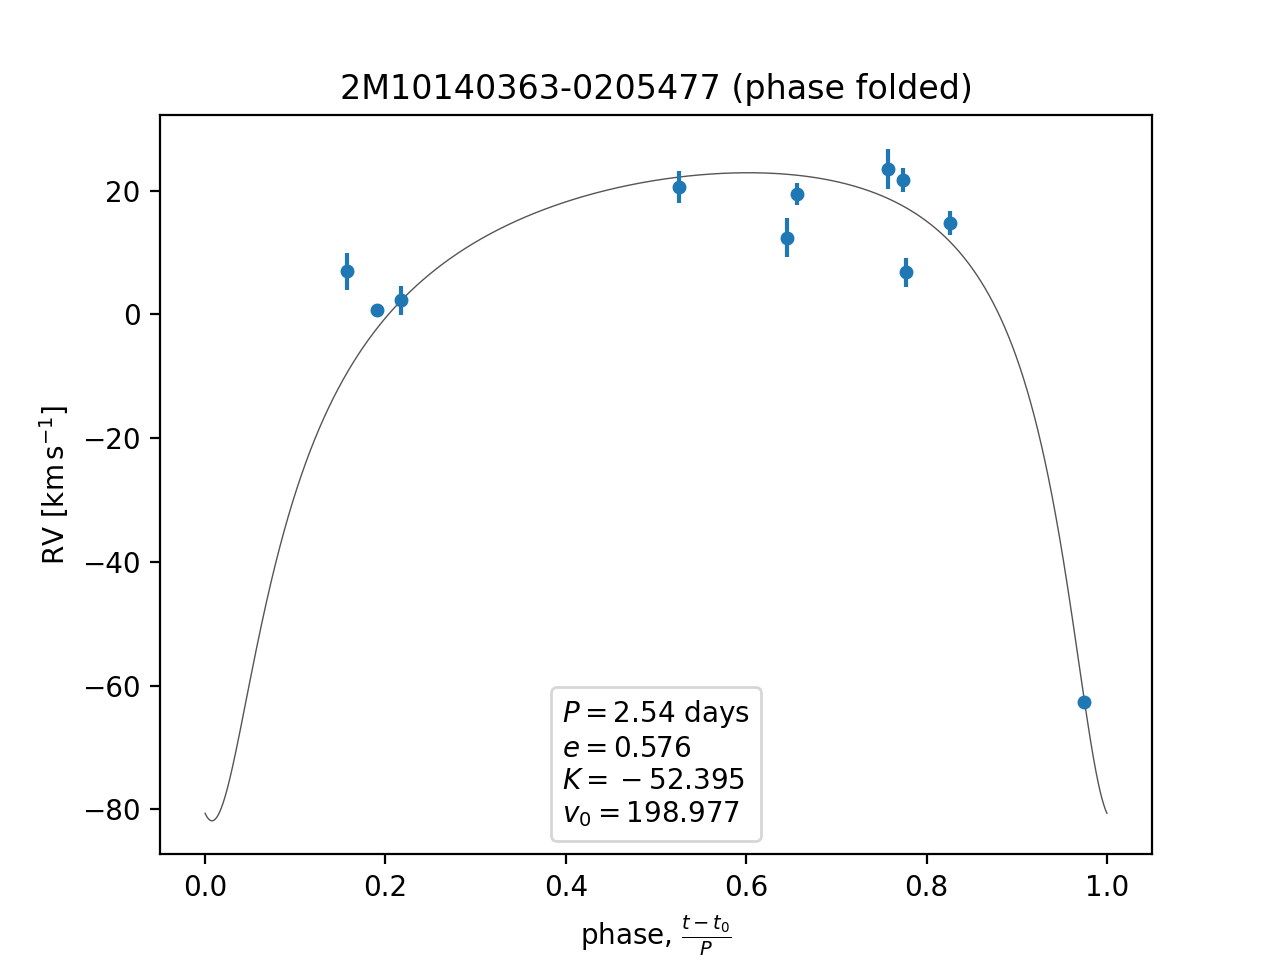 2M10140363-0205477 (phase folded)
RV [km s⁻¹]
20
0
−20
−40
−60
−80
P = 2.54 days
e = 0.576
K = −52.395
v₀ = 198.977
0.0 0.2 0.4 0.6 0.8 1.0
phase, (t − t₀)/P